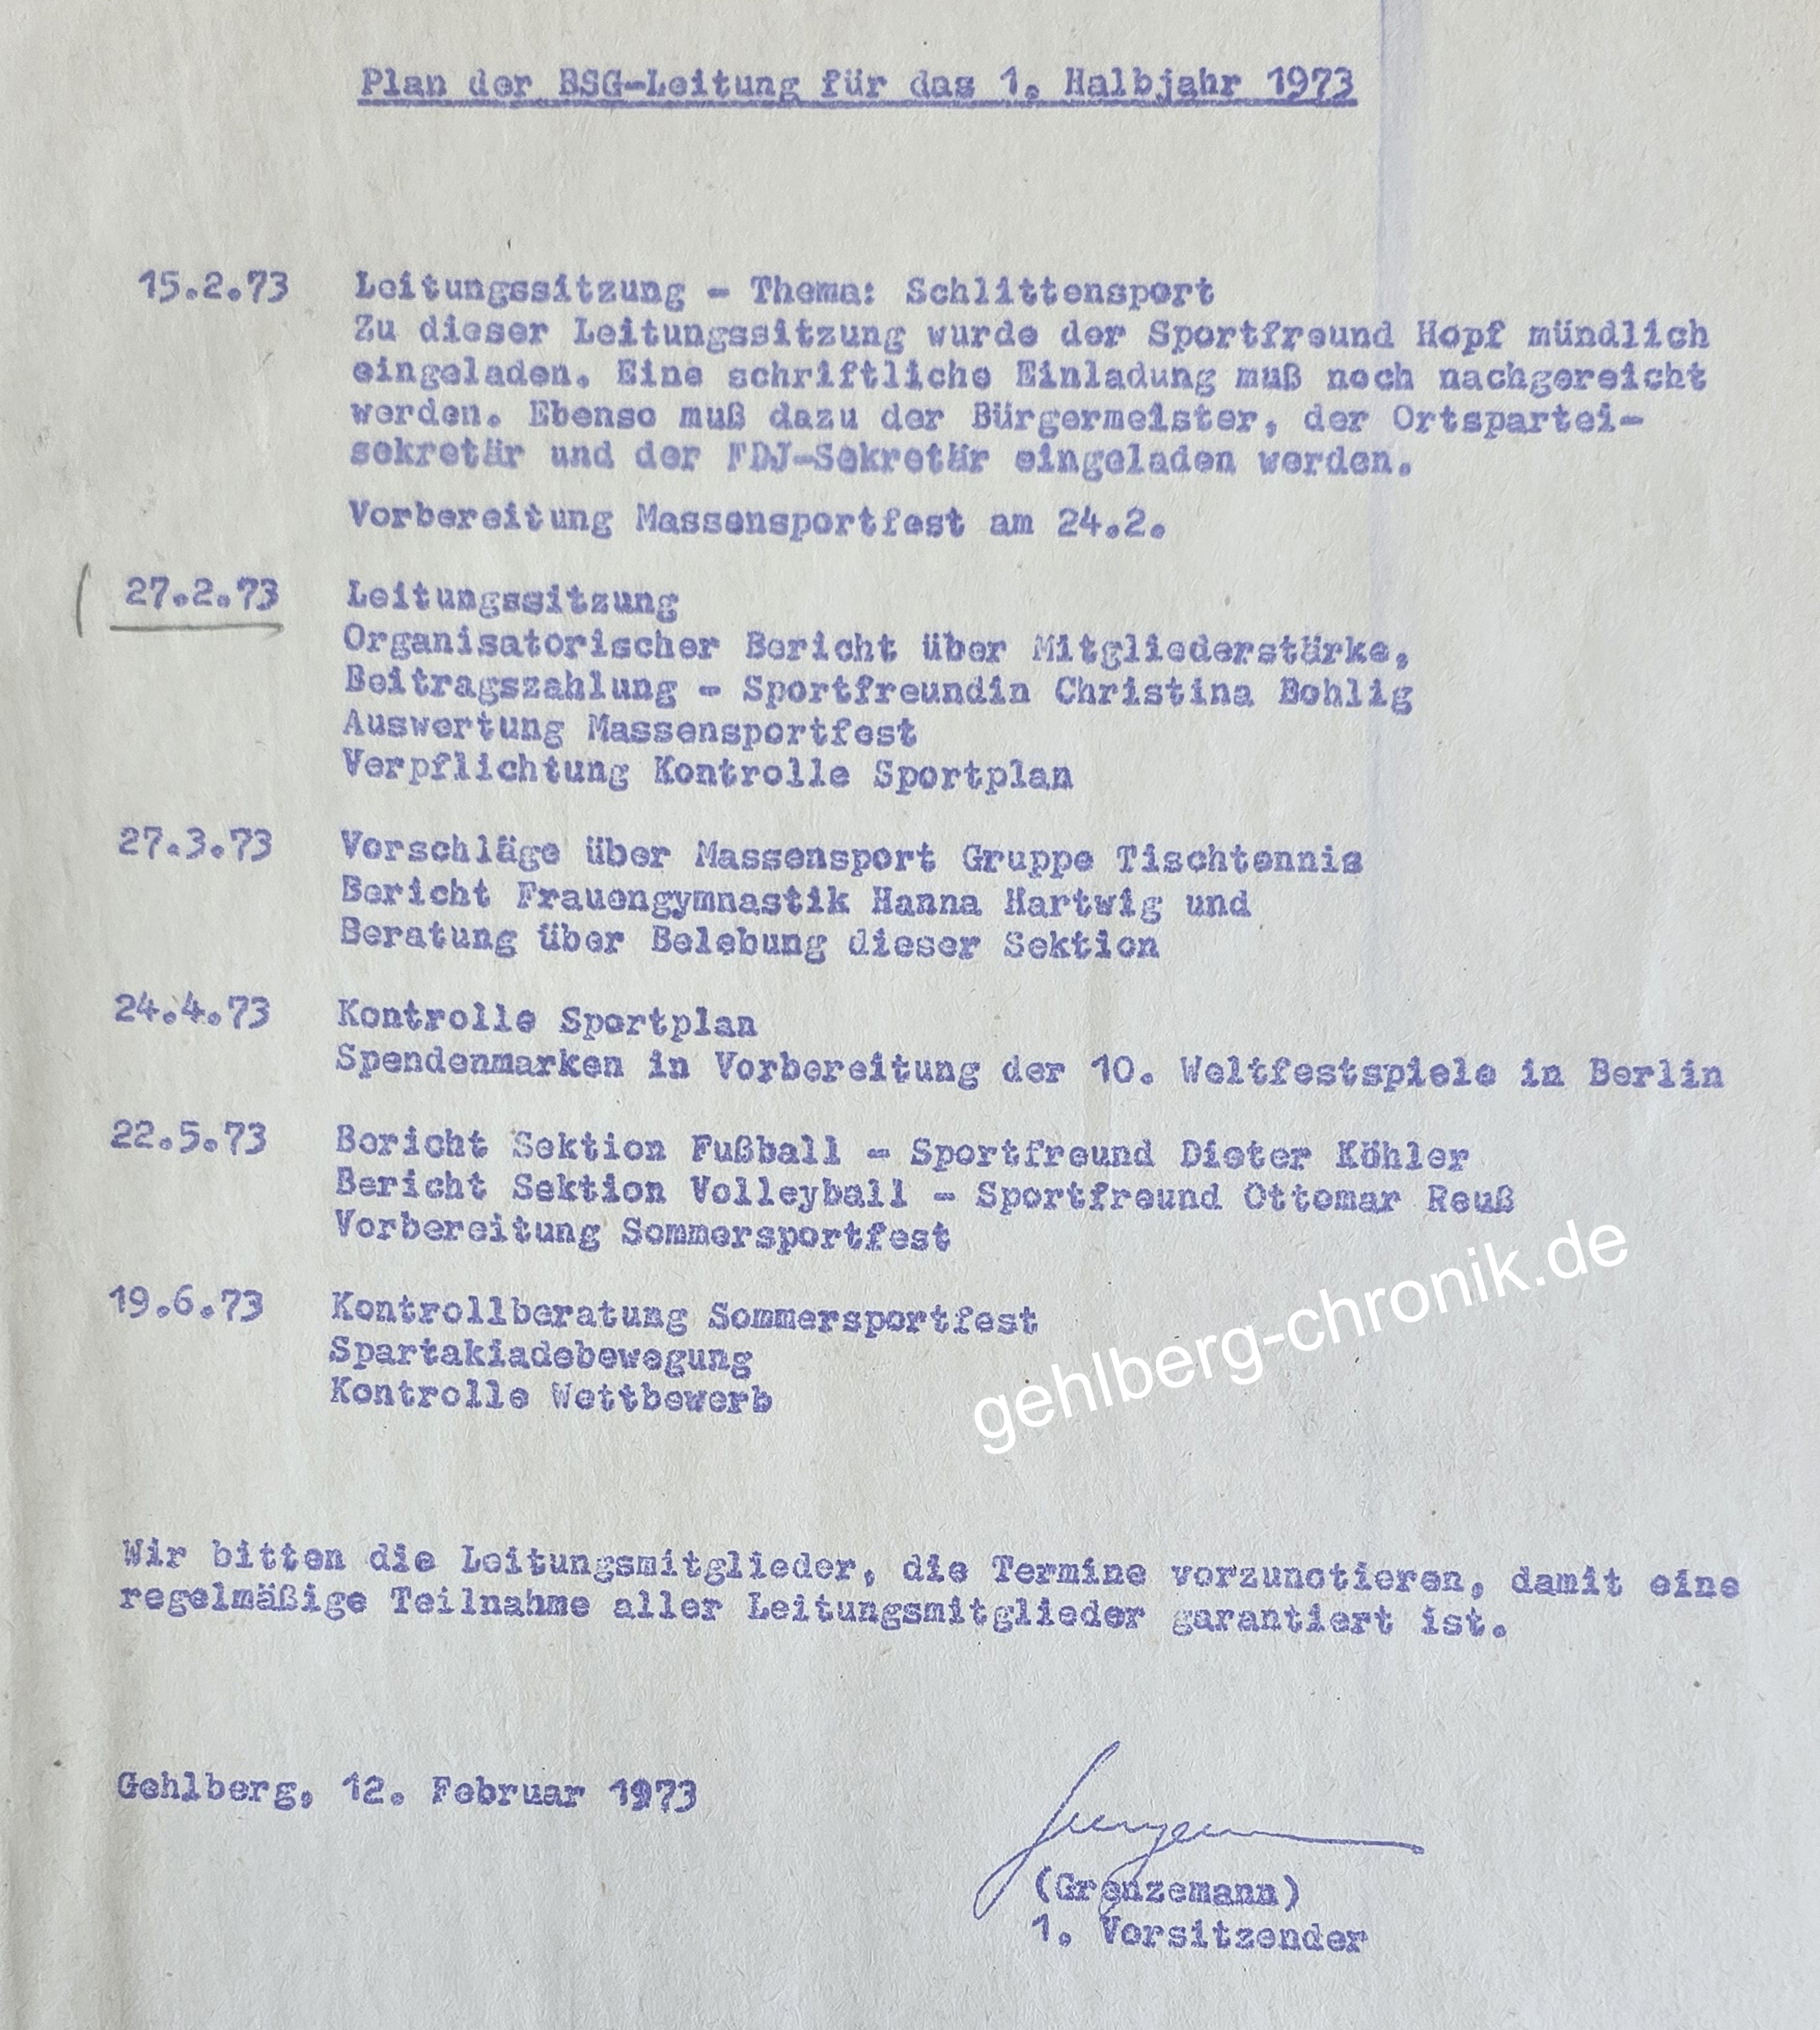 Plan der BSG-Leitung für das 1. Halbjahr 1973
15.2.73 Leitungssitzung - Thema: Schlittensport
Zu dieser Leitungssitzung wurde der Sportfreund Hopf mündlich
eingeladen. Eine schriftliche Einladung muß noch nachgereicht
werden. Ebenso muß dazu der Bürgermeister, der Ortspartei-
sekretär und der FDJ-Sekretär eingeladen werden.
Vorbereitung Massensportfest am 24.2.
27.2.73 Leitungssitzung
Organisatorischer Bericht über Mitgliederstärke,
Beitragszahlung - Sportfreundin Christina Bohlig
Auswertung Massensportfest
Verpflichtung Kontrolle Sportplan
27.3.73 Vorschläge über Massensport Gruppe Tischtennis
Bericht Frauengymnastik Hanna Hartwig und
Beratung über Belebung dieser Sektion
24.4.73 Kontrolle Sportplan
Spendenmarken in Vorbereitung der 10. Weltfestspiele in Berlin
22.5.73 Bericht Sektion Fußball - Sportfreund Dieter Köhler
Bericht Sektion Volleyball - Sportfreund Ottomar Reuß
Vorbereitung Sommersportfest
19.6.73 Kontrollberatung Sommersportfest
Spartakiadebewegung
Kontrolle Wettbewerb
gehlberg-chronik.de
Wir bitten die Leitungsmitglieder, die Termine vorzunotieren, damit eine
regelmäßige Teilnahme aller Leitungsmitglieder garantiert ist.
Gehlberg, 12. Februar 1973
(Grenzemann)
1. Vorsitzender